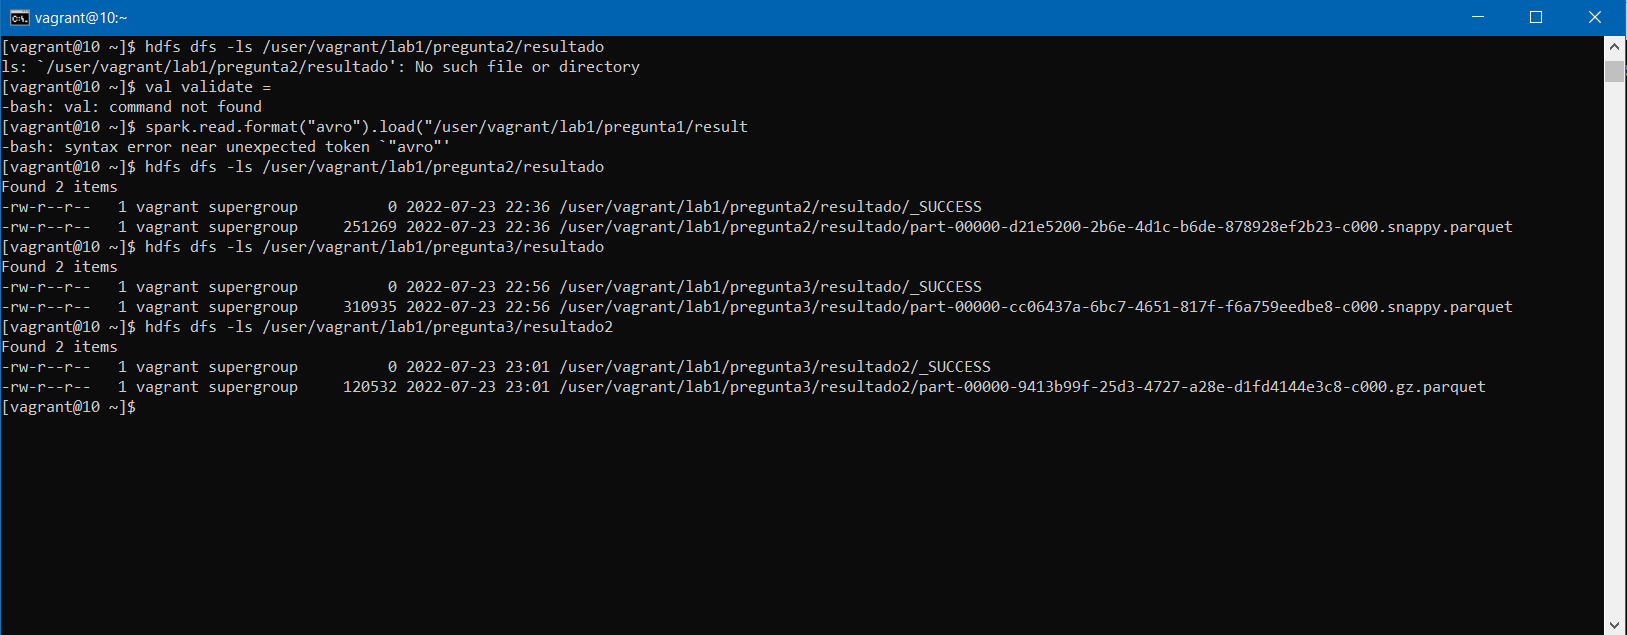 vagrant@10:~
[vagrant@10 ~]$ hdfs dfs -ls /user/vagrant/lab1/pregunta2/resultado
ls: `/user/vagrant/lab1/pregunta2/resultado': No such file or directory
[vagrant@10 ~]$ val validate =
-bash: val: command not found
[vagrant@10 ~]$ spark.read.format("avro").load("/user/vagrant/lab1/pregunta1/result
-bash: syntax error near unexpected token `"avro"'
[vagrant@10 ~]$ hdfs dfs -ls /user/vagrant/lab1/pregunta2/resultado
Found 2 items
-rw-r--r--   1 vagrant supergroup          0 2022-07-23 22:36 /user/vagrant/lab1/pregunta2/resultado/_SUCCESS
-rw-r--r--   1 vagrant supergroup     251269 2022-07-23 22:36 /user/vagrant/lab1/pregunta2/resultado/part-00000-d21e5200-2b6e-4d1c-b6de-878928ef2b23-c000.snappy.parquet
[vagrant@10 ~]$ hdfs dfs -ls /user/vagrant/lab1/pregunta3/resultado
Found 2 items
-rw-r--r--   1 vagrant supergroup          0 2022-07-23 22:56 /user/vagrant/lab1/pregunta3/resultado/_SUCCESS
-rw-r--r--   1 vagrant supergroup     310935 2022-07-23 22:56 /user/vagrant/lab1/pregunta3/resultado/part-00000-cc06437a-6bc7-4651-817f-f6a759eedbe8-c000.snappy.parquet
[vagrant@10 ~]$ hdfs dfs -ls /user/vagrant/lab1/pregunta3/resultado2
Found 2 items
-rw-r--r--   1 vagrant supergroup          0 2022-07-23 23:01 /user/vagrant/lab1/pregunta3/resultado2/_SUCCESS
-rw-r--r--   1 vagrant supergroup     120532 2022-07-23 23:01 /user/vagrant/lab1/pregunta3/resultado2/part-00000-9413b99f-25d3-4727-a28e-d1fd4144e3c8-c000.gz.parquet
[vagrant@10 ~]$